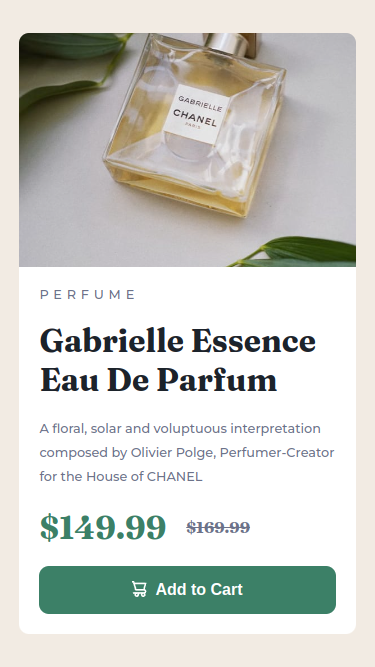 GABRIELLE
CHANEL
PARIS
PERFUME
Gabrielle Essence
Eau De Parfum
A floral, solar and voluptuous interpretation
composed by Olivier Polge, Perfumer-Creator
for the House of CHANEL
$149.99 $169.99
Add to Cart